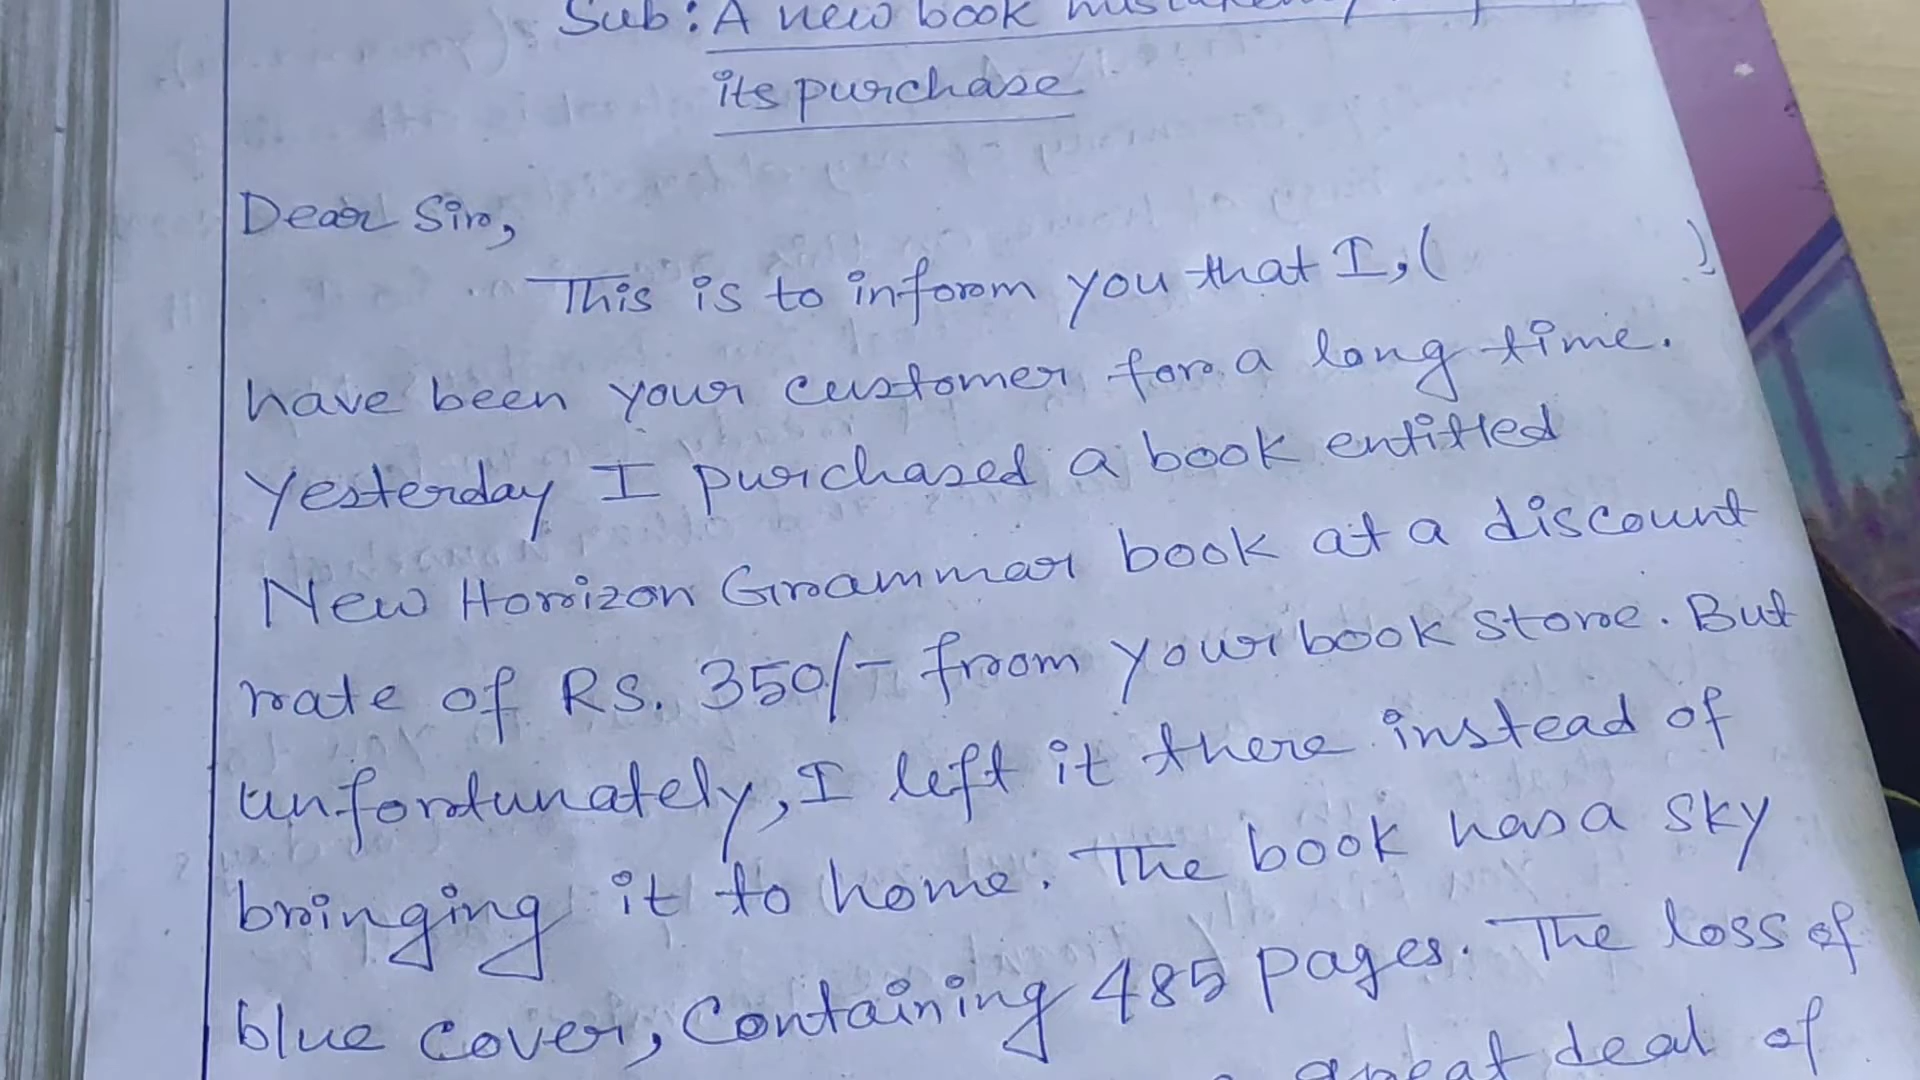 Sub: A new book
its purchase
Dear Sir,
This is to inform you that I, ( )
have been your customer for a long time.
Yesterday I purchased a book entitled
New Horizon Grammar book at a discount
rate of RS. 350/- from your book store. But
unfortunately, I left it there instead of
bringing it to home. The book has a sky
blue cover, Containing 485 pages. The loss of
great deal of